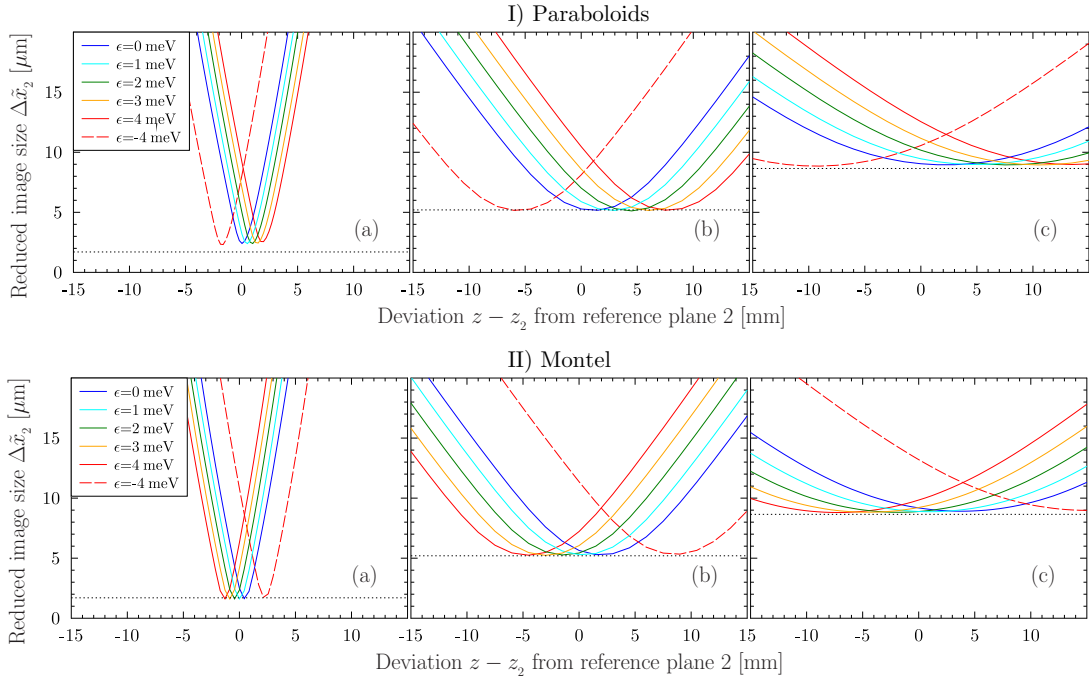 I) Paraboloids
Reduced image size Δx̃₂ [μm]
15
10
5
0
ϵ=0 meV
ϵ=1 meV
ϵ=2 meV
ϵ=3 meV
ϵ=4 meV
ϵ=-4 meV
(a)
(b)
(c)
-15 -10 -5 0 5 10 -15 -10 -5 0 5 10 15 -10 -5 0 5 10 15
Deviation z − z₂ from reference plane 2 [mm]
II) Montel
Reduced image size Δx̃₂ [μm]
15
10
5
0
ϵ=0 meV
ϵ=1 meV
ϵ=2 meV
ϵ=3 meV
ϵ=4 meV
ϵ=-4 meV
(a)
(b)
(c)
-15 -10 -5 0 5 10 -15 -10 -5 0 5 10 15 -10 -5 0 5 10 15
Deviation z − z₂ from reference plane 2 [mm]